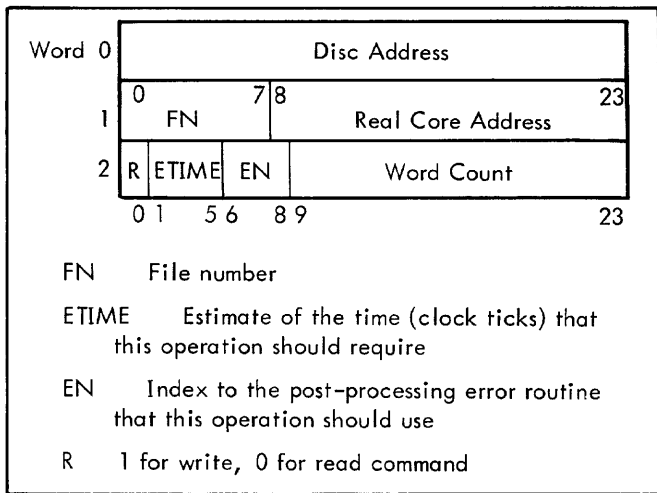 Word 0 Disc Address
0 7 8 23
1 FN Real Core Address
2 R ETIME EN Word Count
0 1 5 6 8 9 23
FN File number
ETIME Estimate of the time (clock ticks) that
this operation should require
EN Index to the post-processing error routine
that this operation should use
R 1 for write, 0 for read command